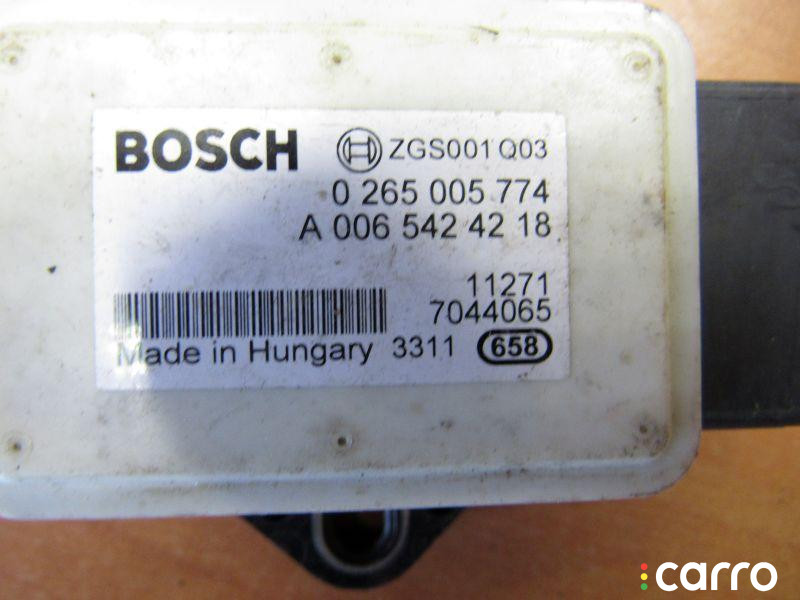 BOSCH ZGS001 Q03
0 265 005 774
A 006 542 42 18
11271
7044065
Made in Hungary 3311 658
carro